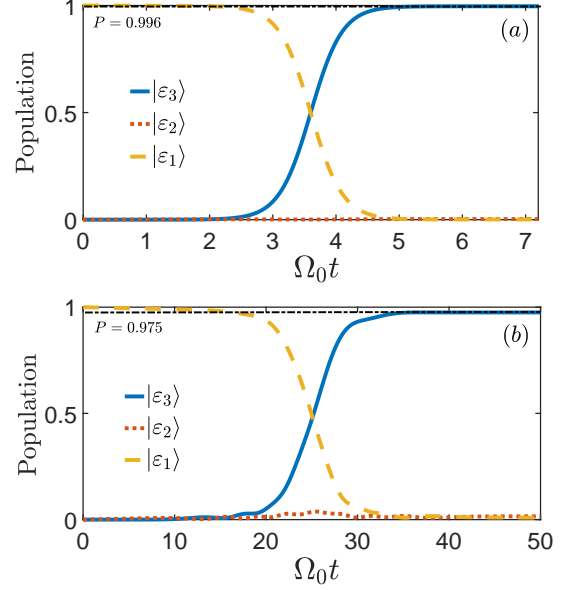 1
P = 0.996
(a)
Population
|ε₃⟩
0.5
|ε₂⟩
|ε₁⟩
0
0 1 2 3 4 5 6 7
Ω₀t
1
P = 0.975
(b)
Population
|ε₃⟩
0.5
|ε₂⟩
|ε₁⟩
0
0 10 20 30 40 50
Ω₀t